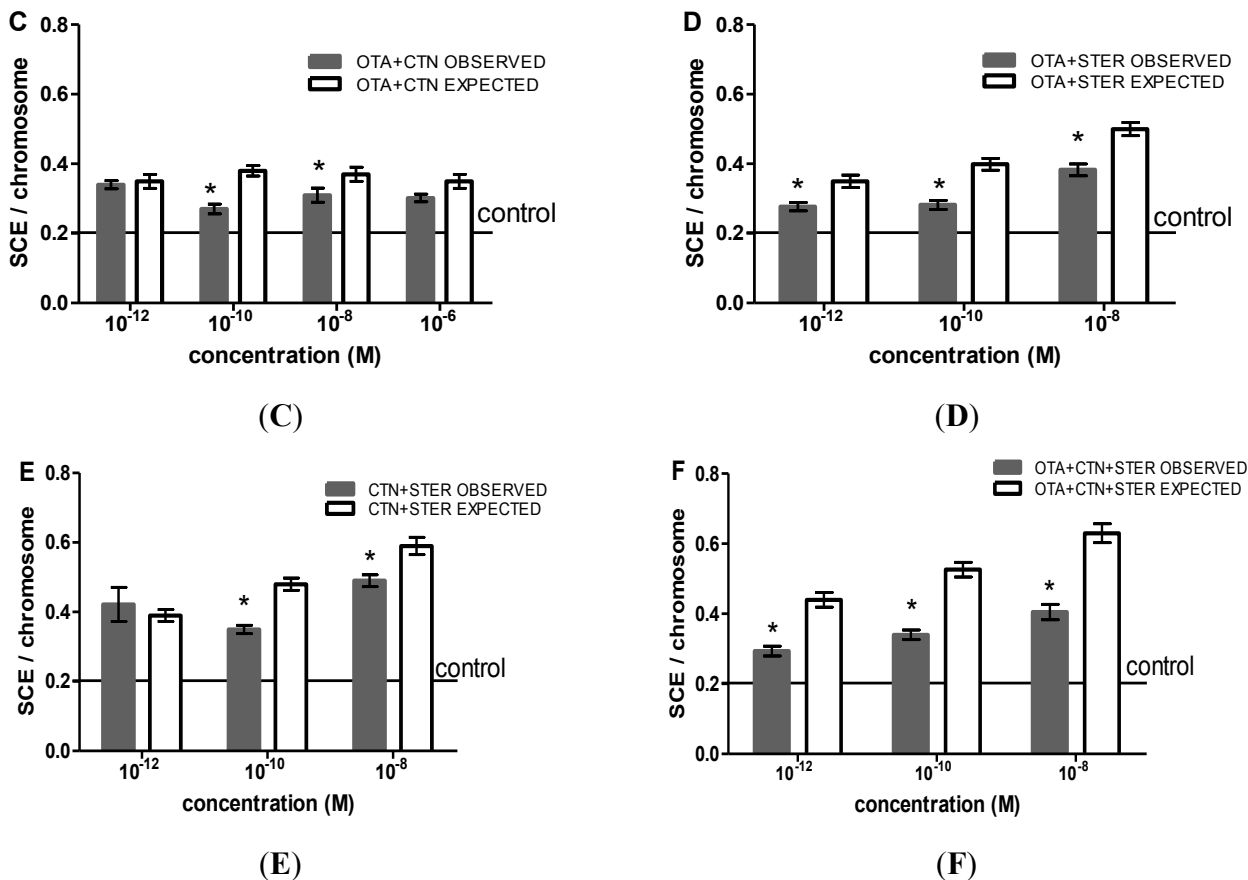 C
OTA+CTN OBSERVED
OTA+CTN EXPECTED
SCE / chromosome
0.8
0.6
0.4
0.2
0.0
* *
control
10⁻¹² 10⁻¹⁰ 10⁻⁸ 10⁻⁶
concentration (M)
(C)
D
OTA+STER OBSERVED
OTA+STER EXPECTED
SCE / chromosome
0.8
0.6
0.4
0.2
0.0
* * *
control
10⁻¹² 10⁻¹⁰ 10⁻⁸
concentration (M)
(D)
E
CTN+STER OBSERVED
CTN+STER EXPECTED
SCE / chromosome
0.8
0.6
0.4
0.2
0.0
* *
control
10⁻¹² 10⁻¹⁰ 10⁻⁸
concentration (M)
(E)
F
OTA+CTN+STER OBSERVED
OTA+CTN+STER EXPECTED
SCE / chromosome
0.8
0.6
0.4
0.2
0.0
* * *
control
10⁻¹² 10⁻¹⁰ 10⁻⁸
concentration (M)
(F)